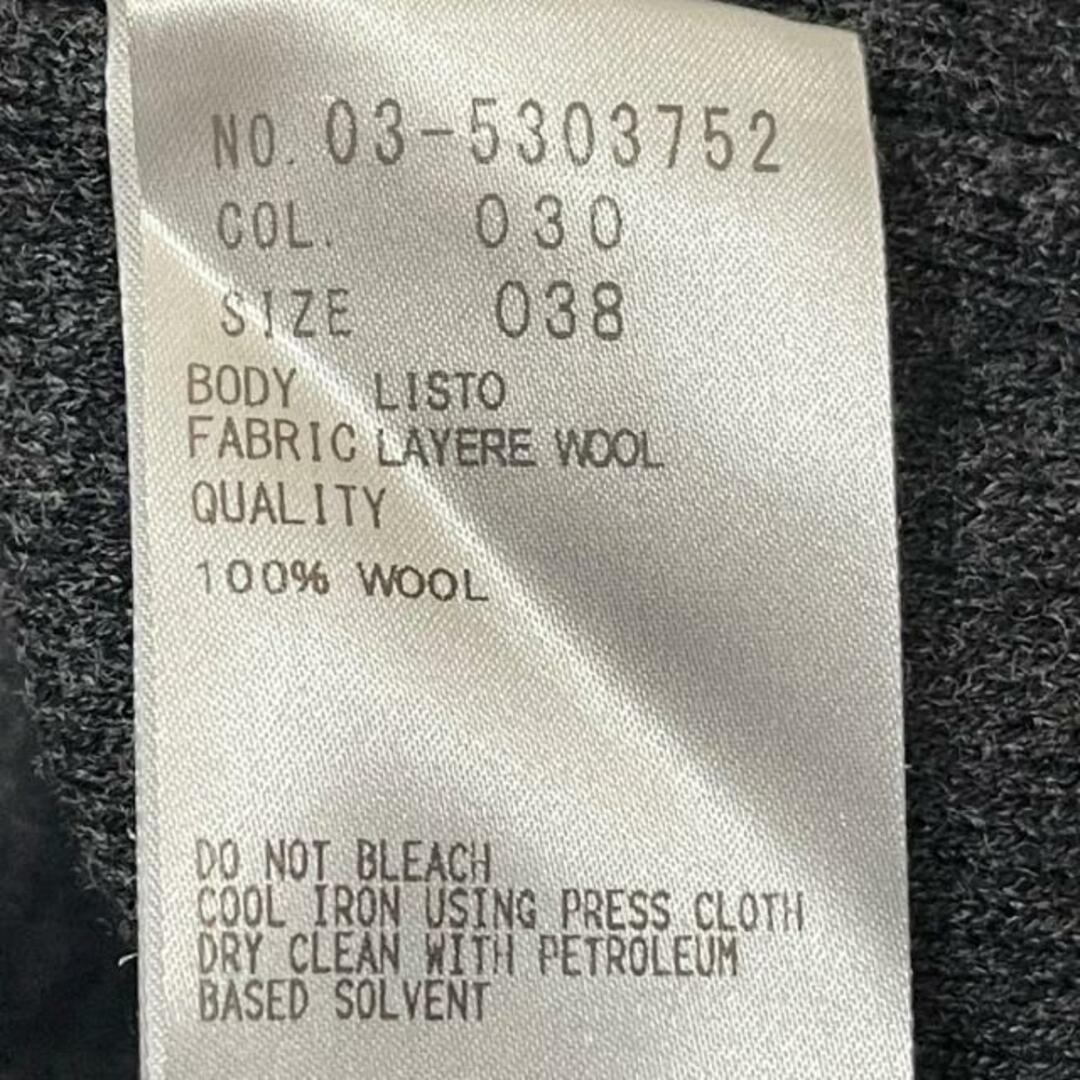 NO. 03-5303752
COL. 030
SIZE 038
BODY LISTO
FABRIC LAYERE WOOL
QUALITY
100% WOOL
DO NOT BLEACH
COOL IRON USING PRESS CLOTH
DRY CLEAN WITH PETROLEUM
BASED SOLVENT